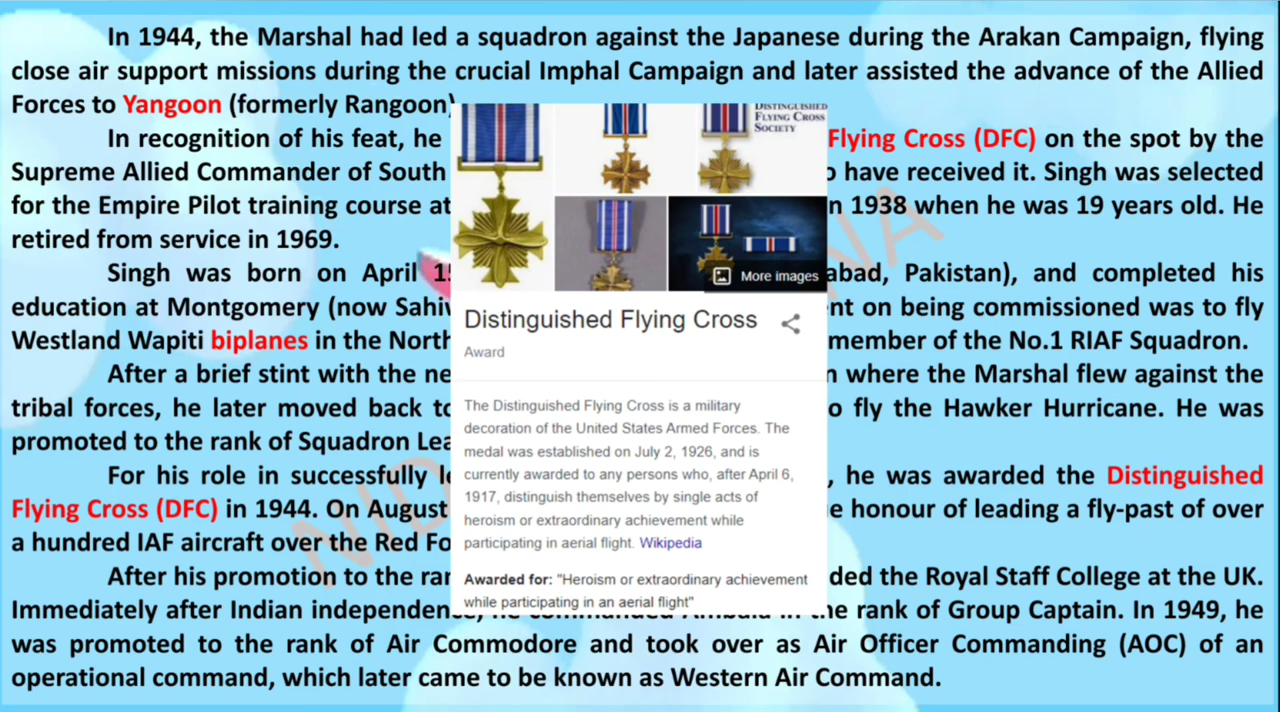 In 1944, the Marshal had led a squadron against the Japanese during the Arakan Campaign, flying
close air support missions during the crucial Imphal Campaign and later assisted the advance of the Allied
Forces to Yangoon (formerly Rangoon)
In recognition of his feat, he Flying Cross (DFC) on the spot by the
Supreme Allied Commander of South have received it. Singh was selected
for the Empire Pilot training course at 1938 when he was 19 years old. He
retired from service in 1969.
Singh was born on April Pakistan), and completed his
education at Montgomery (now on being commissioned was to fly
Westland Wapiti biplanes in the North member of the No.1 RIAF Squadron.
After a brief stint with the where the Marshal flew against the
tribal forces, he later moved back fly the Hawker Hurricane. He was
promoted to the rank of Squadron
For his role in successfully he was awarded the Distinguished
Flying Cross (DFC) in 1944. On August honour of leading a fly-past of over
a hundred IAF aircraft over the Red
After his promotion to the the Royal Staff College at the UK.
Immediately after Indian he commanded Ambala in the rank of Group Captain. In 1949, he
was promoted to the rank of Air Commodore and took over as Air Officer Commanding (AOC) of an
operational command, which later came to be known as Western Air Command.
DISTINGUISHED
FLYING CROSS
SOCIETY
More images
Distinguished Flying Cross
Award
The Distinguished Flying Cross is a military
decoration of the United States Armed Forces. The
medal was established on July 2, 1926, and is
currently awarded to any persons who, after April 6,
1917, distinguish themselves by single acts of
heroism or extraordinary achievement while
participating in aerial flight. Wikipedia
Awarded for: "Heroism or extraordinary achievement
while participating in an aerial flight"